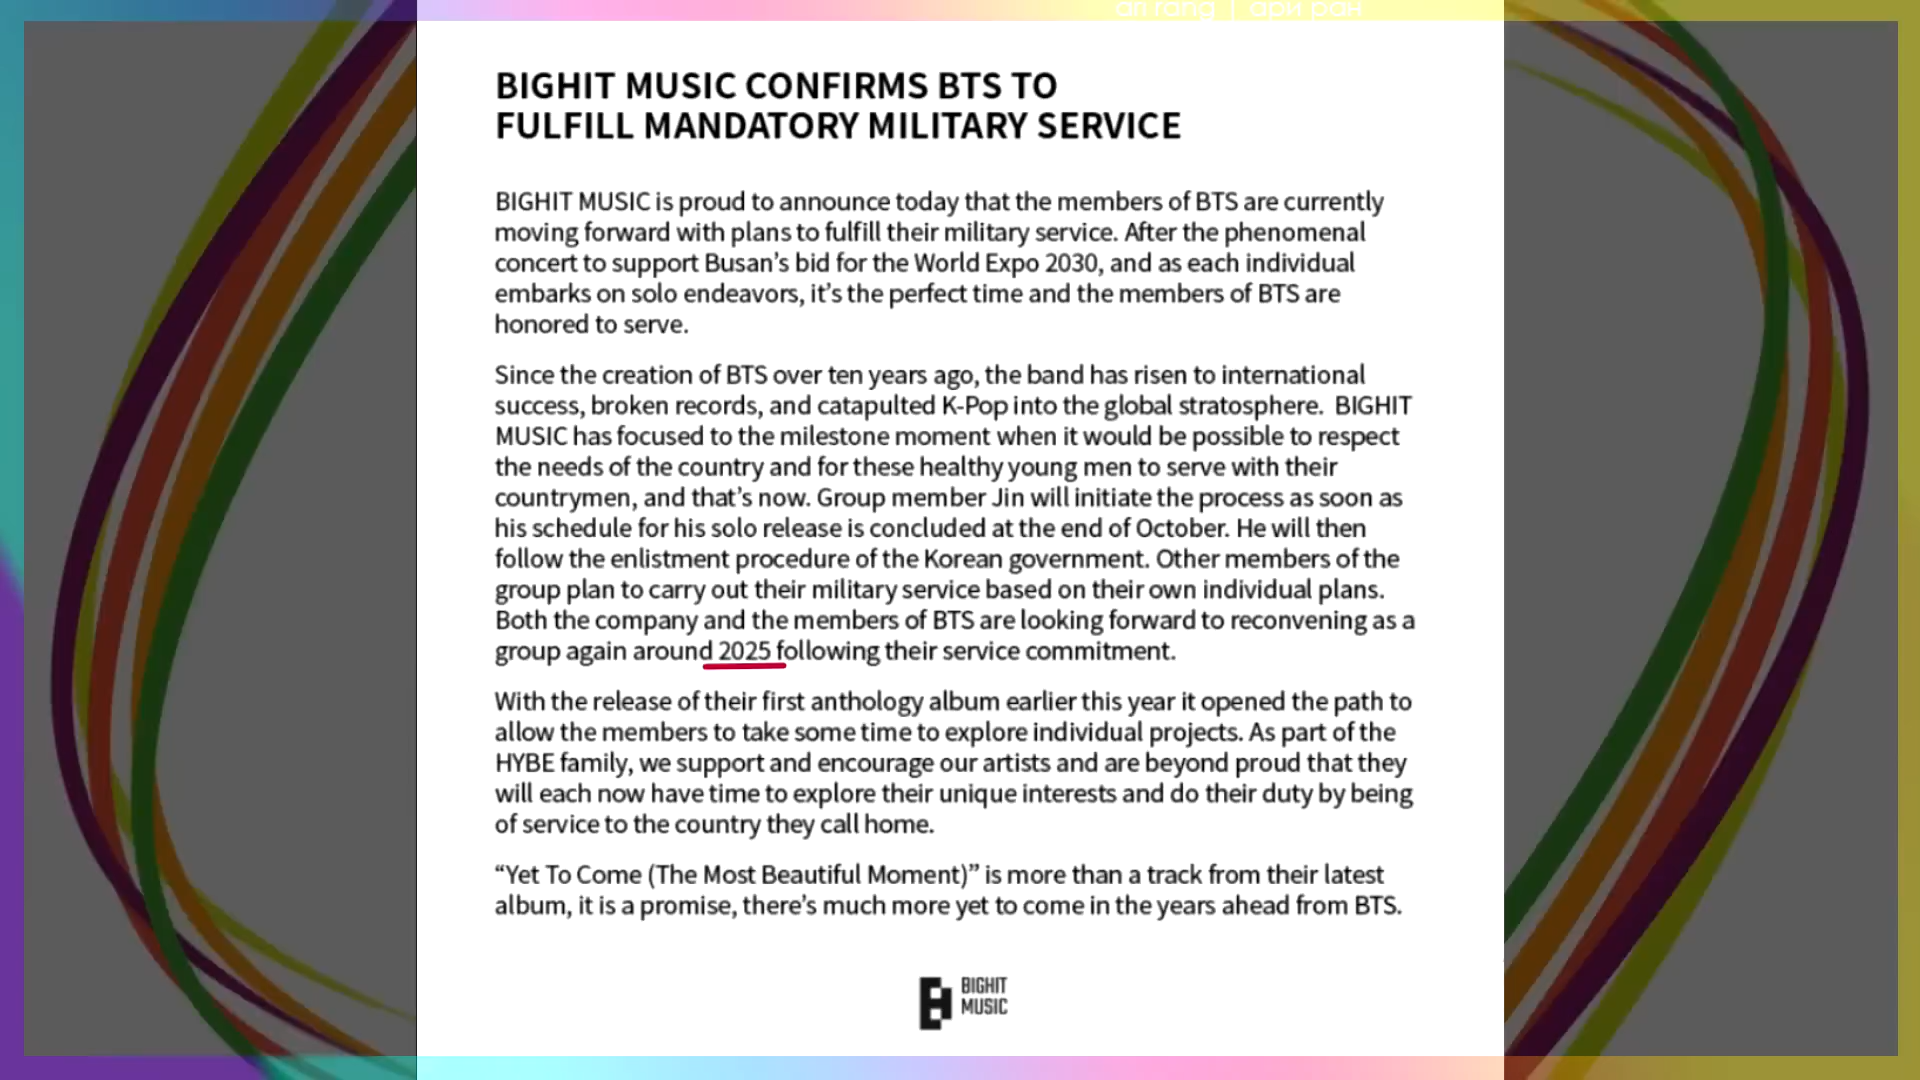 ari rang | ари ран
BIGHIT MUSIC CONFIRMS BTS TO
FULFILL MANDATORY MILITARY SERVICE
BIGHIT MUSIC is proud to announce today that the members of BTS are currently
moving forward with plans to fulfill their military service. After the phenomenal
concert to support Busan’s bid for the World Expo 2030, and as each individual
embarks on solo endeavors, it’s the perfect time and the members of BTS are
honored to serve.
Since the creation of BTS over ten years ago, the band has risen to international
success, broken records, and catapulted K-Pop into the global stratosphere. BIGHIT
MUSIC has focused to the milestone moment when it would be possible to respect
the needs of the country and for these healthy young men to serve with their
countrymen, and that’s now. Group member Jin will initiate the process as soon as
his schedule for his solo release is concluded at the end of October. He will then
follow the enlistment procedure of the Korean government. Other members of the
group plan to carry out their military service based on their own individual plans.
Both the company and the members of BTS are looking forward to reconvening as a
group again around 2025 following their service commitment.
With the release of their first anthology album earlier this year it opened the path to
allow the members to take some time to explore individual projects. As part of the
HYBE family, we support and encourage our artists and are beyond proud that they
will each now have time to explore their unique interests and do their duty by being
of service to the country they call home.
“Yet To Come (The Most Beautiful Moment)” is more than a track from their latest
album, it is a promise, there’s much more yet to come in the years ahead from BTS.
BIGHIT
MUSIC